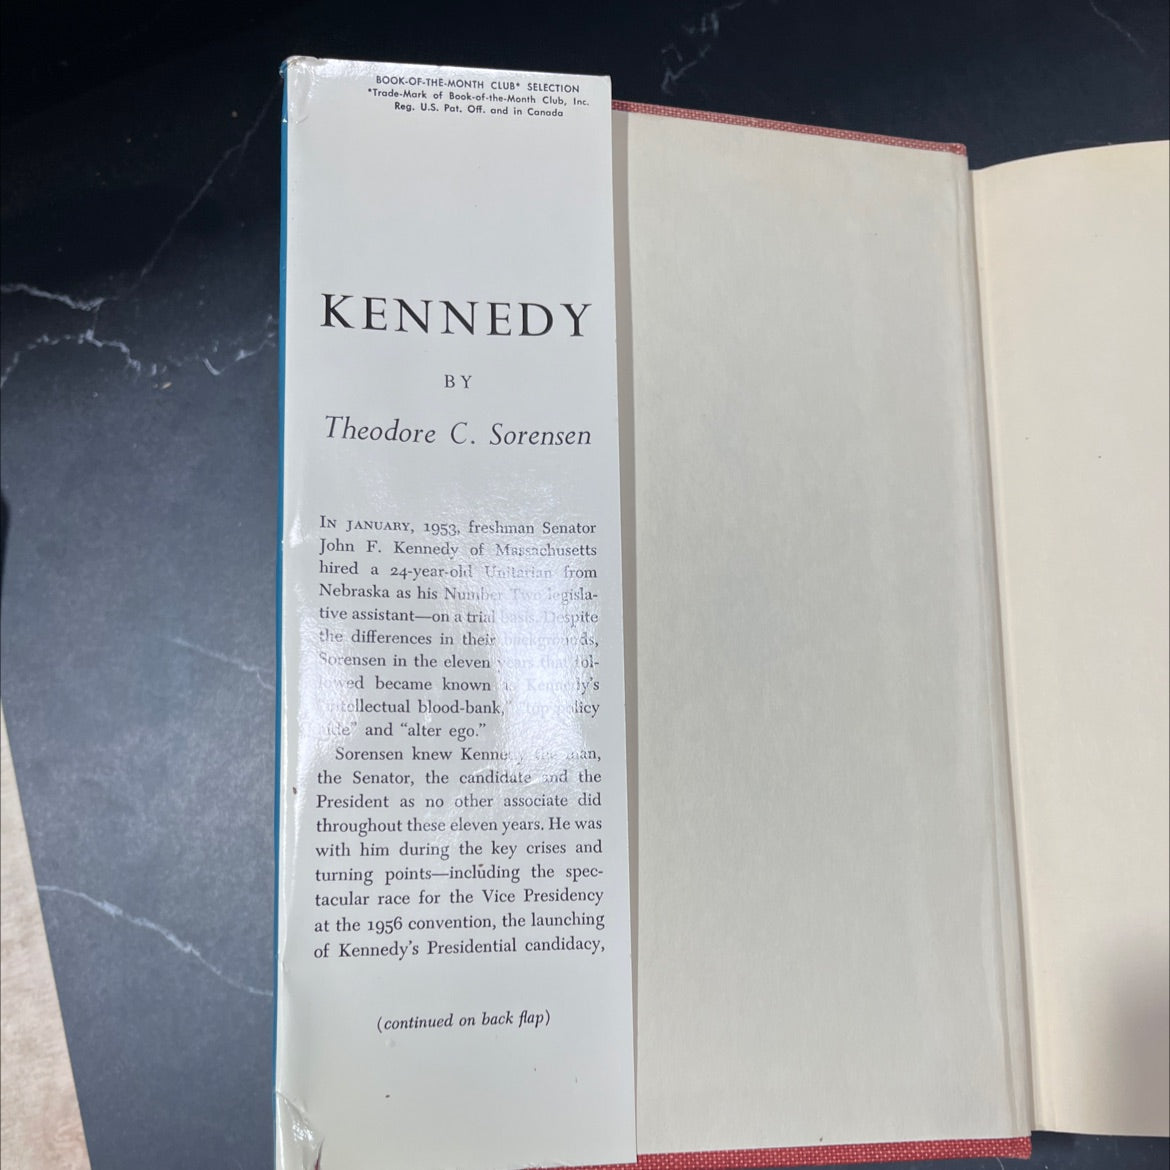 BOOK-OF-THE-MONTH CLUB* SELECTION
*Trade-Mark of Book-of-the-Month Club, Inc.
Reg. U.S. Pat. Off. and in Canada
KENNEDY
BY
Theodore C. Sorensen
IN JANUARY, 1953, freshman Senator
John F. Kennedy of Massachusetts
hired a 24-year-old Unitarian from
Nebraska as his Number Two legisla-
tive assistant—on a trial basis. Despite
the differences in their backgrounds,
Sorensen in the eleven years that fol-
lowed became known as Kennedy's
"intellectual blood-bank," "top policy
aide" and "alter ego."
Sorensen knew Kennedy the man,
the Senator, the candidate and the
President as no other associate did
throughout these eleven years. He was
with him during the key crises and
turning points—including the spec-
tacular race for the Vice Presidency
at the 1956 convention, the launching
of Kennedy's Presidential candidacy,
(continued on back flap)